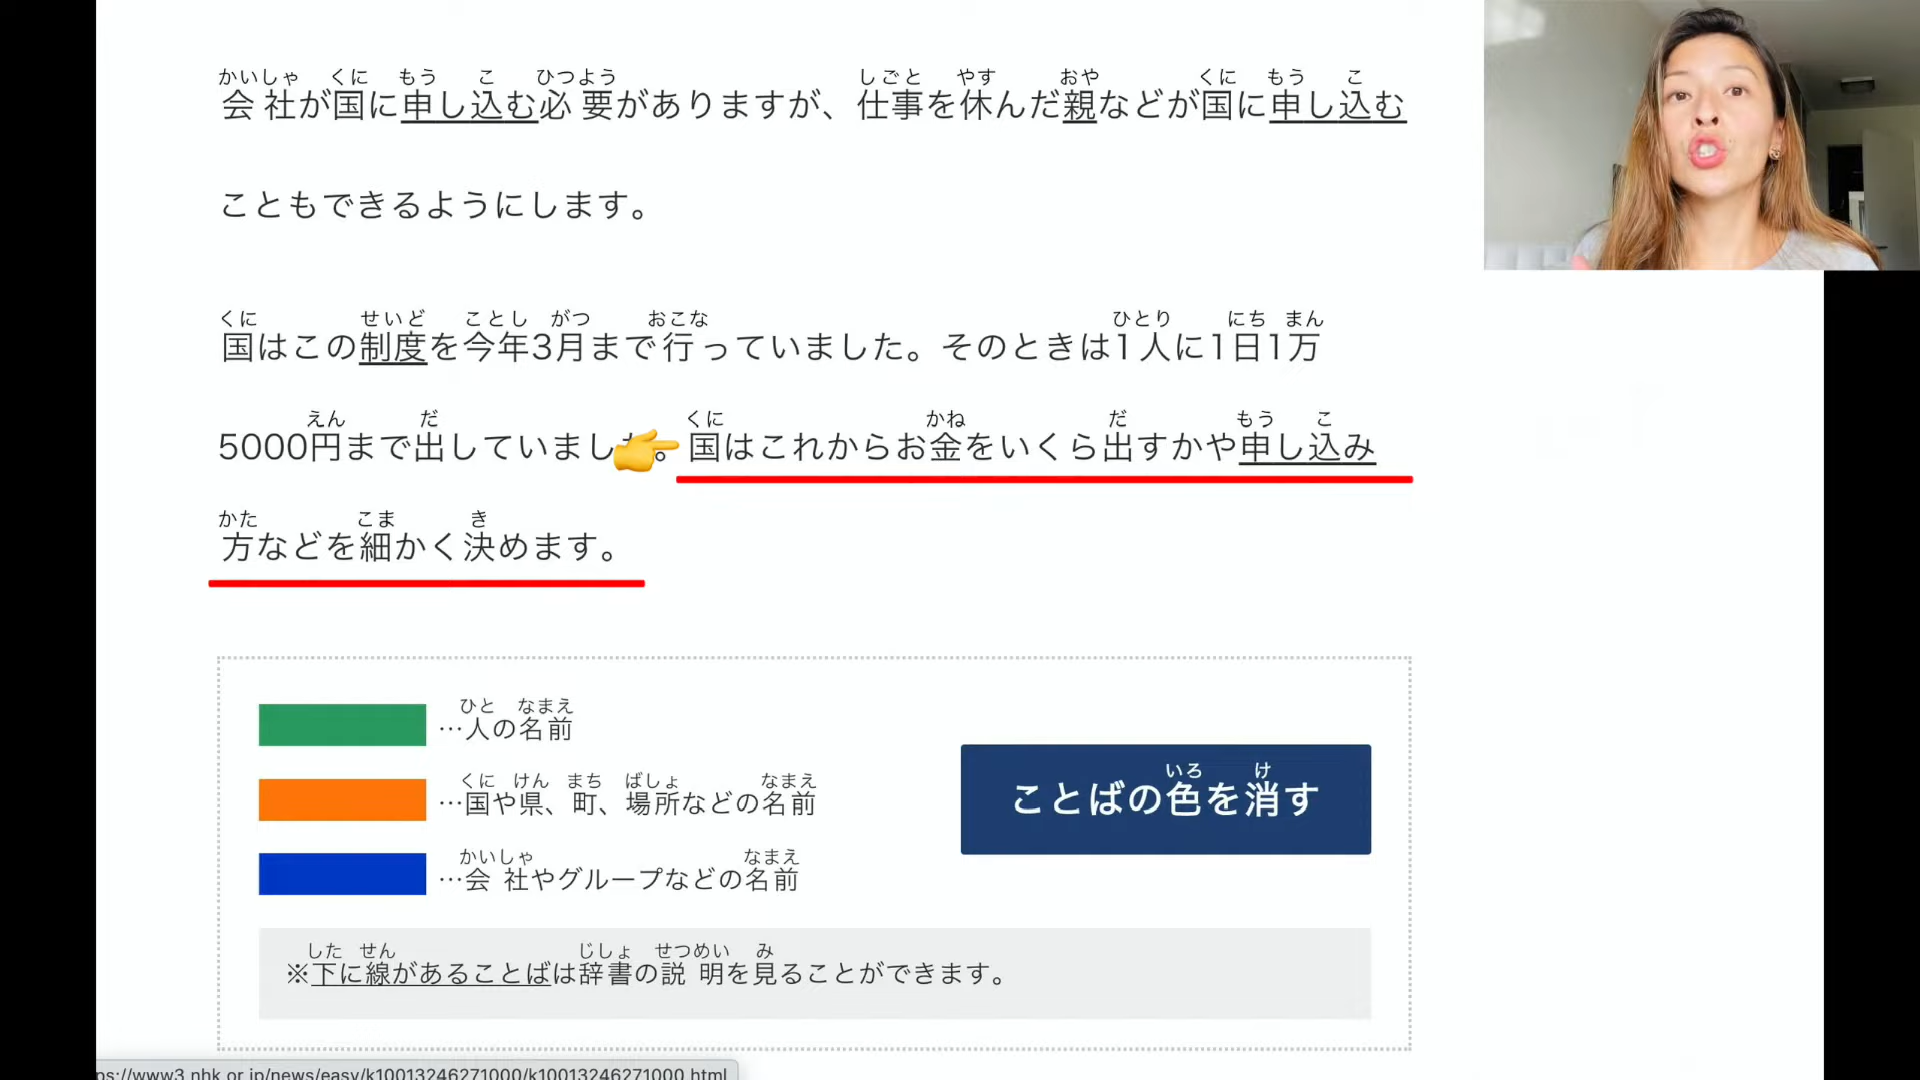 かいしゃ くに もう こ ひつよう しごと やす おや くに もう こ
会社が国に申し込む必要がありますが、仕事を休んだ親などが国に申し込む
こともできるようにします。
くに せいど ことし がつ おこな ひとり にち まん
国はこの制度を今年3月まで行っていました。そのときは1人に1日1万
えん だ くに かね だ もう こ
5000円まで出していまし。国はこれからお金をいくら出すかや申し込み
かた こま き
方などを細かく決めます。
ひと なまえ
…人の名前
くに けん まち ばしょ なまえ
…国や県、町、場所などの名前
かいしゃ なまえ
…会社やグループなどの名前
いろ け
ことばの色を消す
した せん じしょ せつめい み
※下に線があることばは辞書の説明を見ることができます。
ps://www3.nhk.or.jp/news/easy/k10013246271000/k10013246271000.html